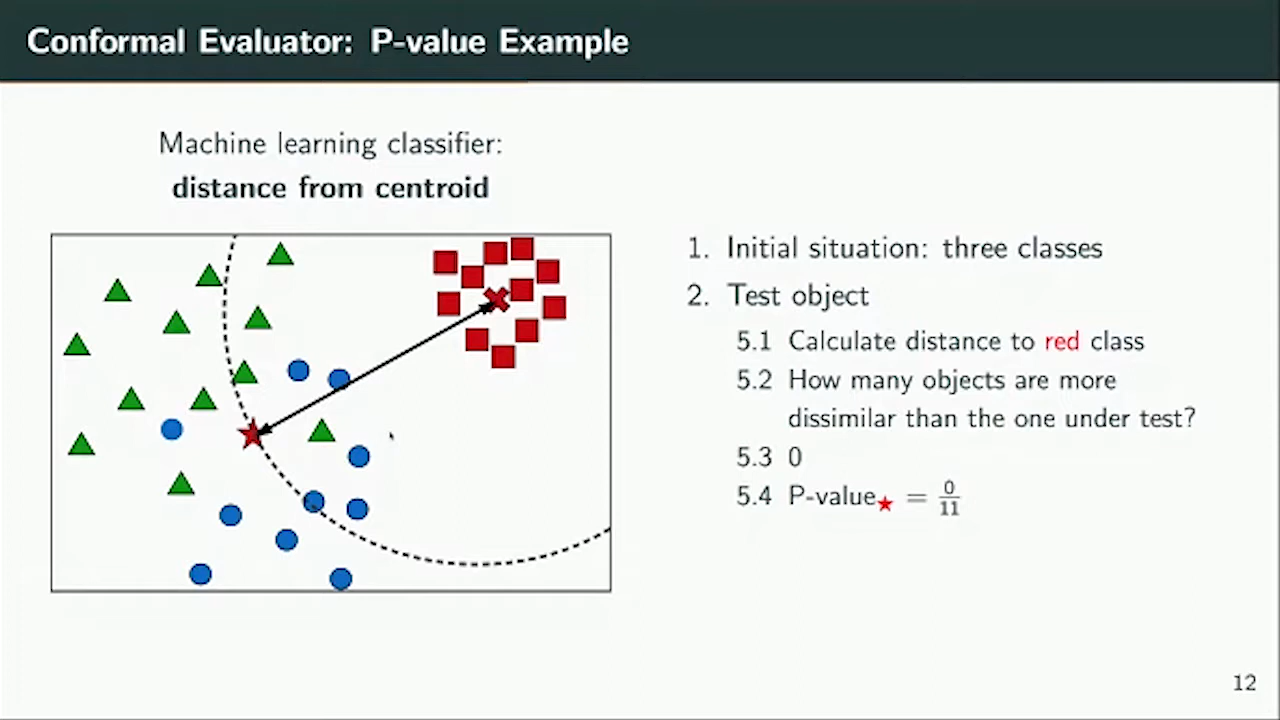 Conformal Evaluator: P-value Example
Machine learning classifier:
distance from centroid
1. Initial situation: three classes
2. Test object
5.1 Calculate distance to red class
5.2 How many objects are more
dissimilar than the one under test?
5.3 0
5.4 P-value★ = 0/11
12